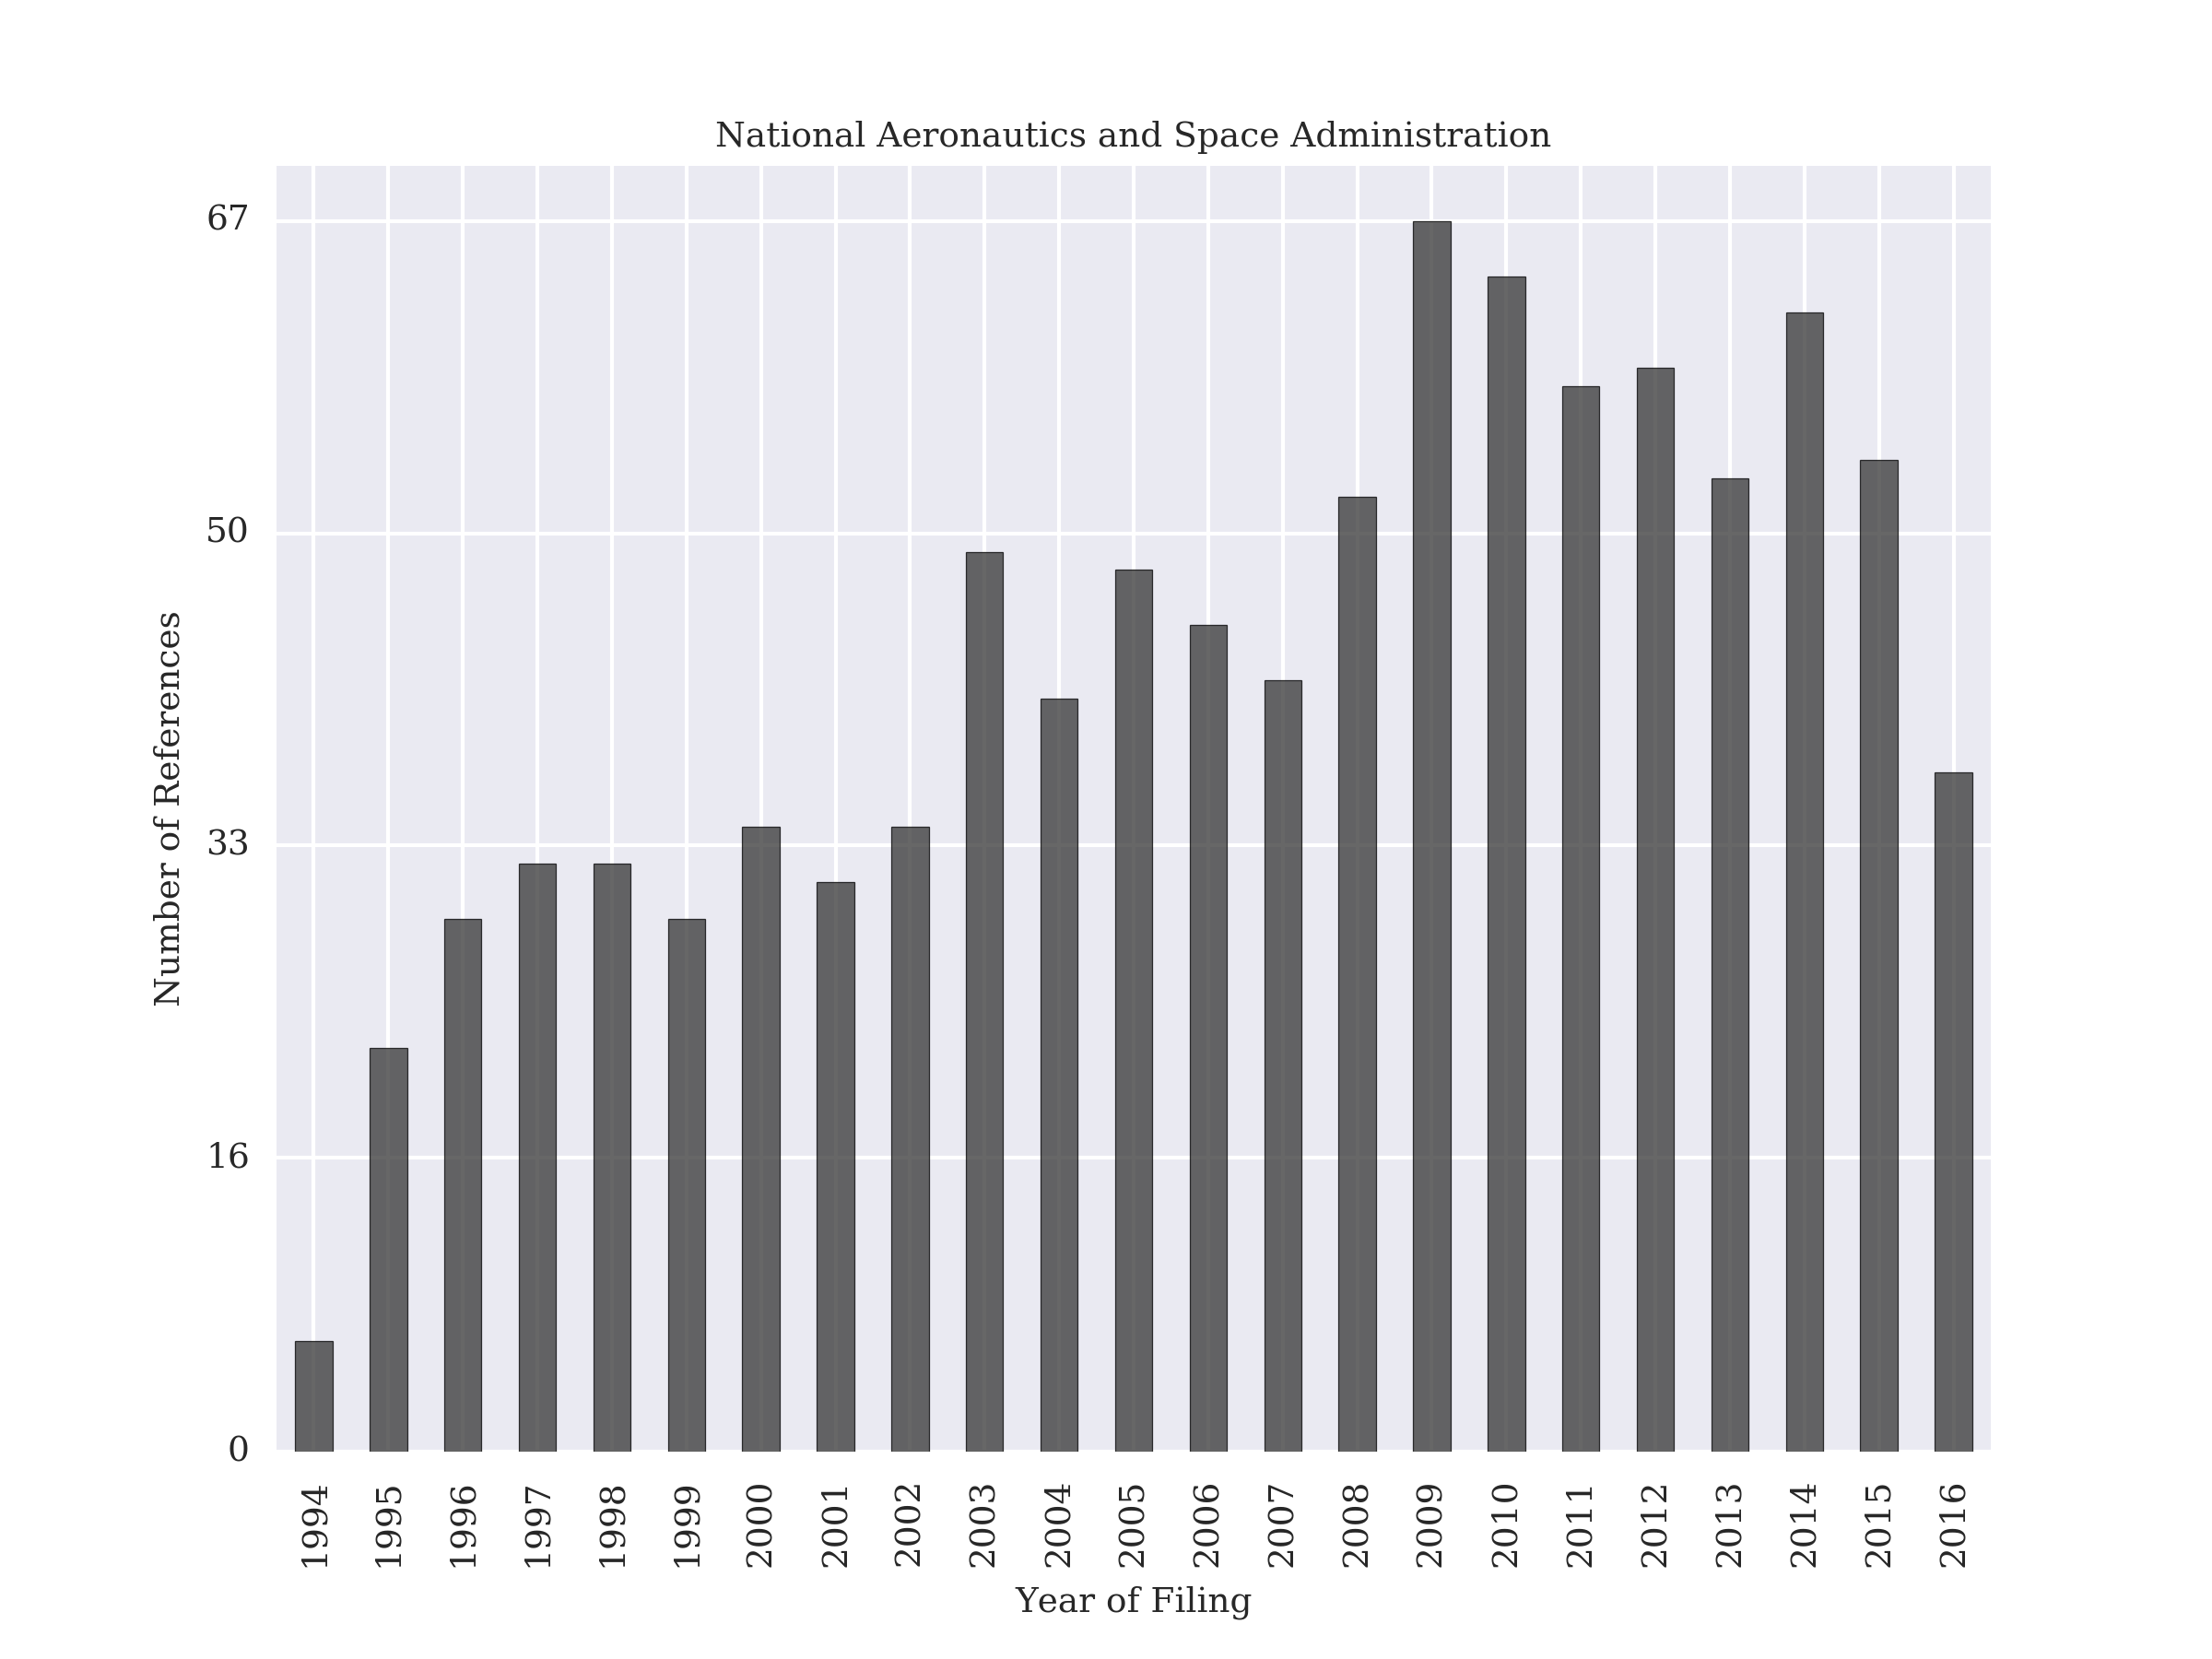 National Aeronautics and Space Administration
67
50
33
16
0
Number of References
1994 1995 1996 1997 1998 1999 2000 2001 2002 2003 2004 2005 2006 2007 2008 2009 2010 2011 2012 2013 2014 2015 2016
Year of Filing